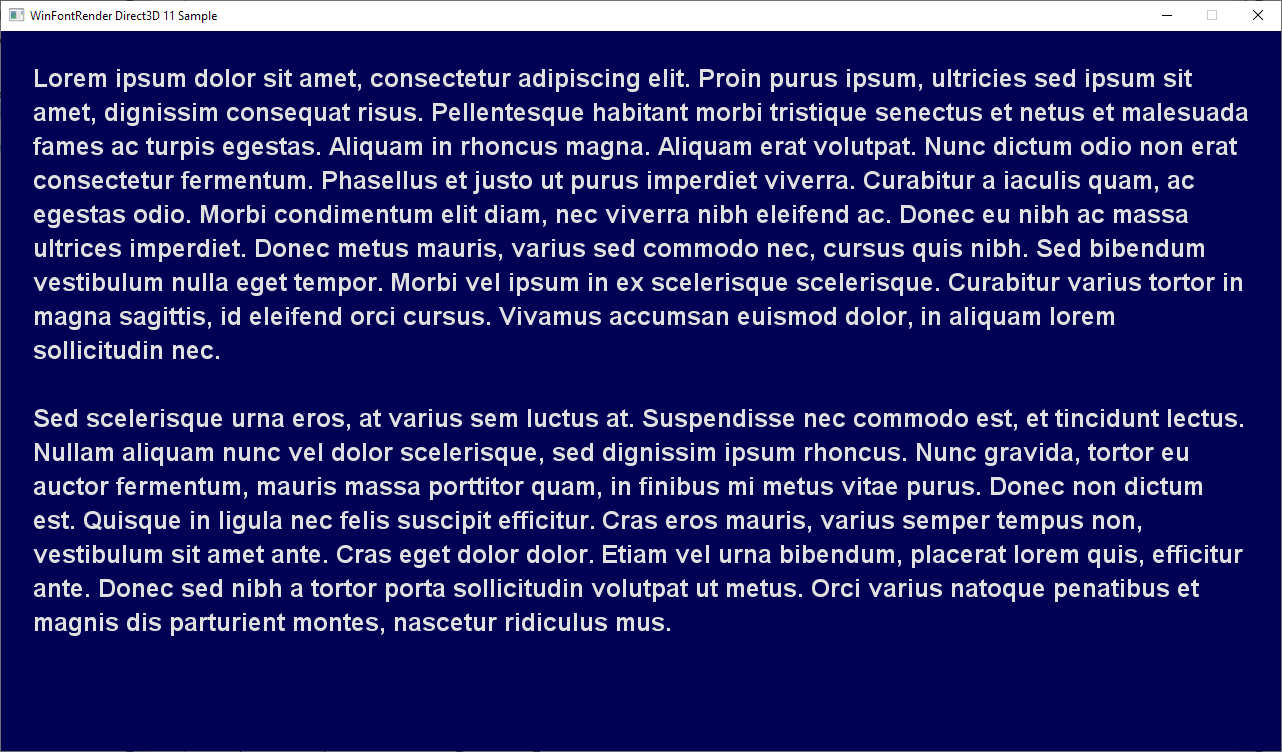 WinFontRender Direct3D 11 Sample
Lorem ipsum dolor sit amet, consectetur adipiscing elit. Proin purus ipsum, ultricies sed ipsum sit
amet, dignissim consequat risus. Pellentesque habitant morbi tristique senectus et netus et malesuada
fames ac turpis egestas. Aliquam in rhoncus magna. Aliquam erat volutpat. Nunc dictum odio non erat
consectetur fermentum. Phasellus et justo ut purus imperdiet viverra. Curabitur a iaculis quam, ac
egestas odio. Morbi condimentum elit diam, nec viverra nibh eleifend ac. Donec eu nibh ac massa
ultrices imperdiet. Donec metus mauris, varius sed commodo nec, cursus quis nibh. Sed bibendum
vestibulum nulla eget tempor. Morbi vel ipsum in ex scelerisque scelerisque. Curabitur varius tortor in
magna sagittis, id eleifend orci cursus. Vivamus accumsan euismod dolor, in aliquam lorem
sollicitudin nec.
Sed scelerisque urna eros, at varius sem luctus at. Suspendisse nec commodo est, et tincidunt lectus.
Nullam aliquam nunc vel dolor scelerisque, sed dignissim ipsum rhoncus. Nunc gravida, tortor eu
auctor fermentum, mauris massa porttitor quam, in finibus mi metus vitae purus. Donec non dictum
est. Quisque in ligula nec felis suscipit efficitur. Cras eros mauris, varius semper tempus non,
vestibulum sit amet ante. Cras eget dolor dolor. Etiam vel urna bibendum, placerat lorem quis, efficitur
ante. Donec sed nibh a tortor porta sollicitudin volutpat ut metus. Orci varius natoque penatibus et
magnis dis parturient montes, nascetur ridiculus mus.